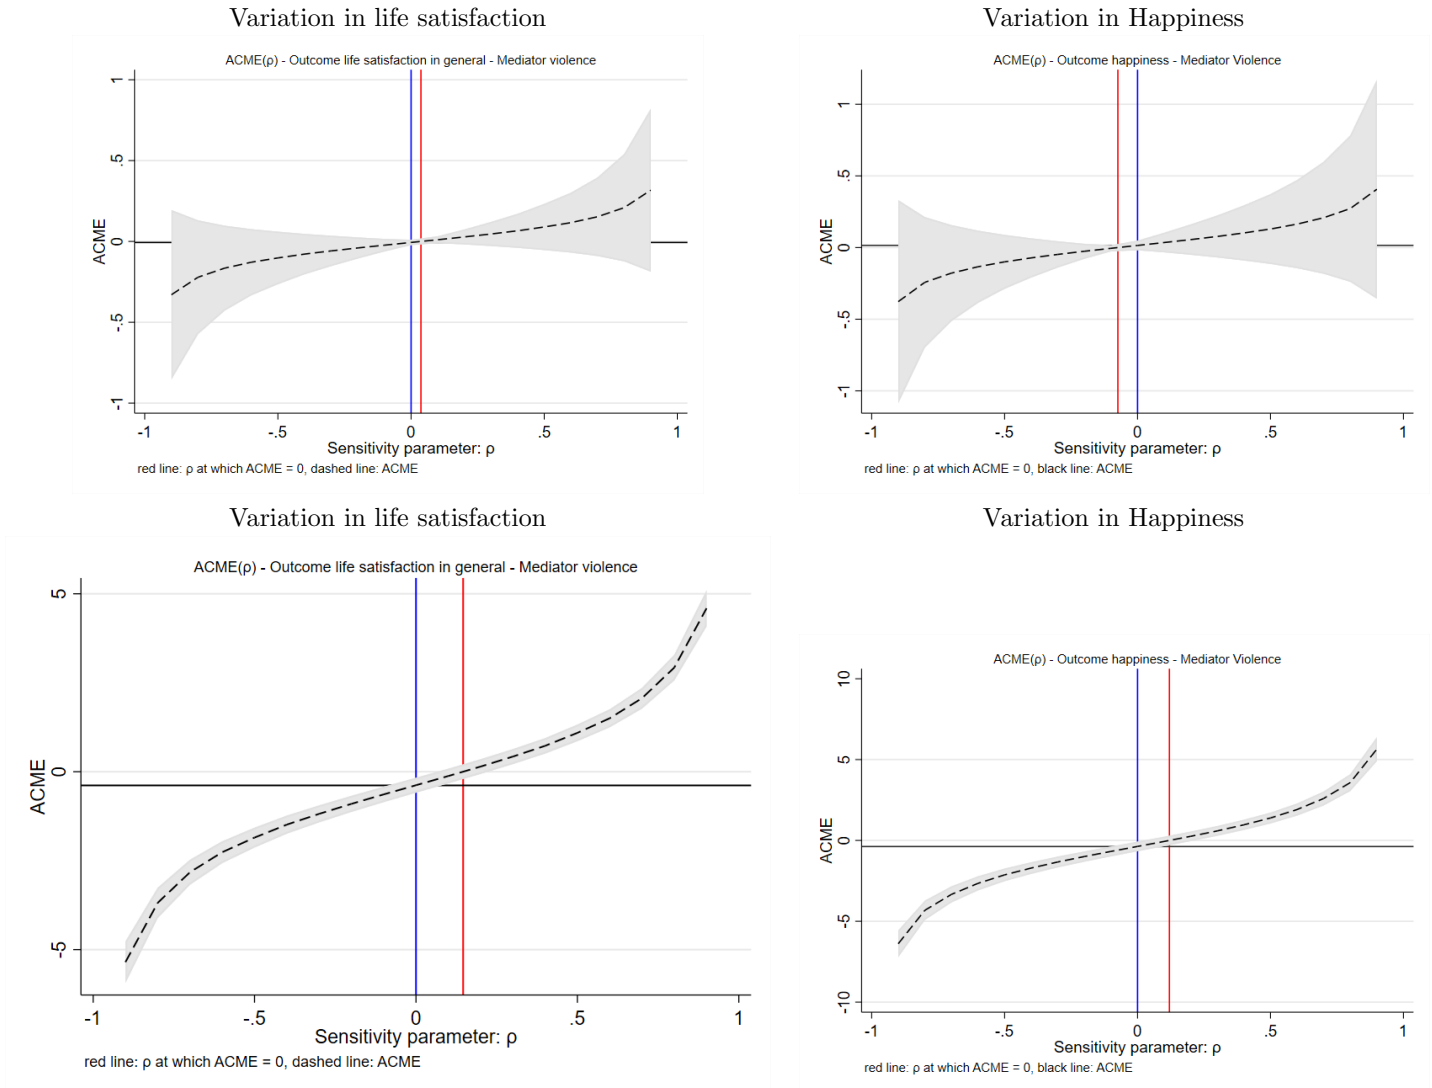 Variation in life satisfaction
ACME(ρ) - Outcome life satisfaction in general - Mediator violence
ACME
1
.5
0
-.5
-1
-1
-.5
0
.5
1
Sensitivity parameter: ρ
red line: ρ at which ACME = 0, dashed line: ACME
Variation in Happiness
ACME(ρ) - Outcome happiness - Mediator Violence
ACME
1
.5
0
-.5
-1
-1
-.5
0
.5
1
Sensitivity parameter: ρ
red line: ρ at which ACME = 0, black line: ACME
Variation in life satisfaction
ACME(ρ) - Outcome life satisfaction in general - Mediator violence
ACME
5
0
-5
-1
-.5
0
.5
1
Sensitivity parameter: ρ
red line: ρ at which ACME = 0, dashed line: ACME
Variation in Happiness
ACME(ρ) - Outcome happiness - Mediator Violence
ACME
10
5
0
-5
-10
-1
-.5
0
.5
1
Sensitivity parameter: ρ
red line: ρ at which ACME = 0, black line: ACME